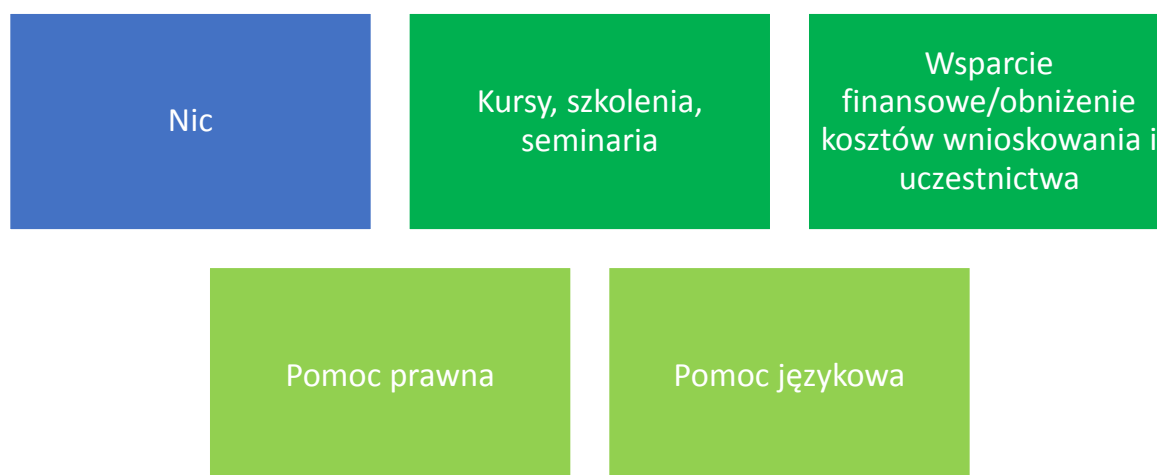 Nic
Kursy, szkolenia,
seminaria
Wsparcie
finansowe/obniżenie
kosztów wnioskowania i
uczestnictwa
Pomoc prawna
Pomoc językowa